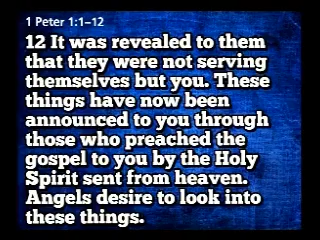 1 Peter 1:1–12
12 It was revealed to them
that they were not serving
themselves but you. These
things have now been
announced to you through
those who preached the
gospel to you by the Holy
Spirit sent from heaven.
Angels desire to look into
these things.